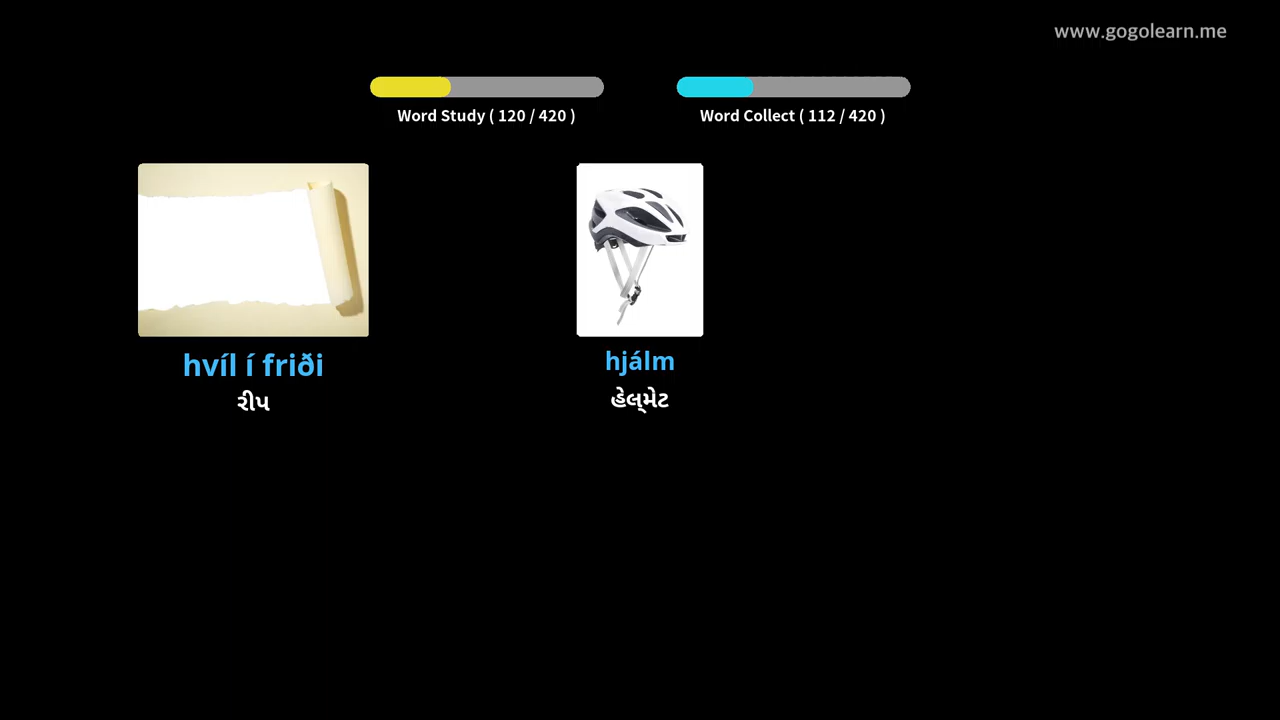 www.gogolearn.me
Word Study ( 120 / 420 )
Word Collect ( 112 / 420 )
hvíl í friði
રીપ
hjálm
હેલ્‌મેટ